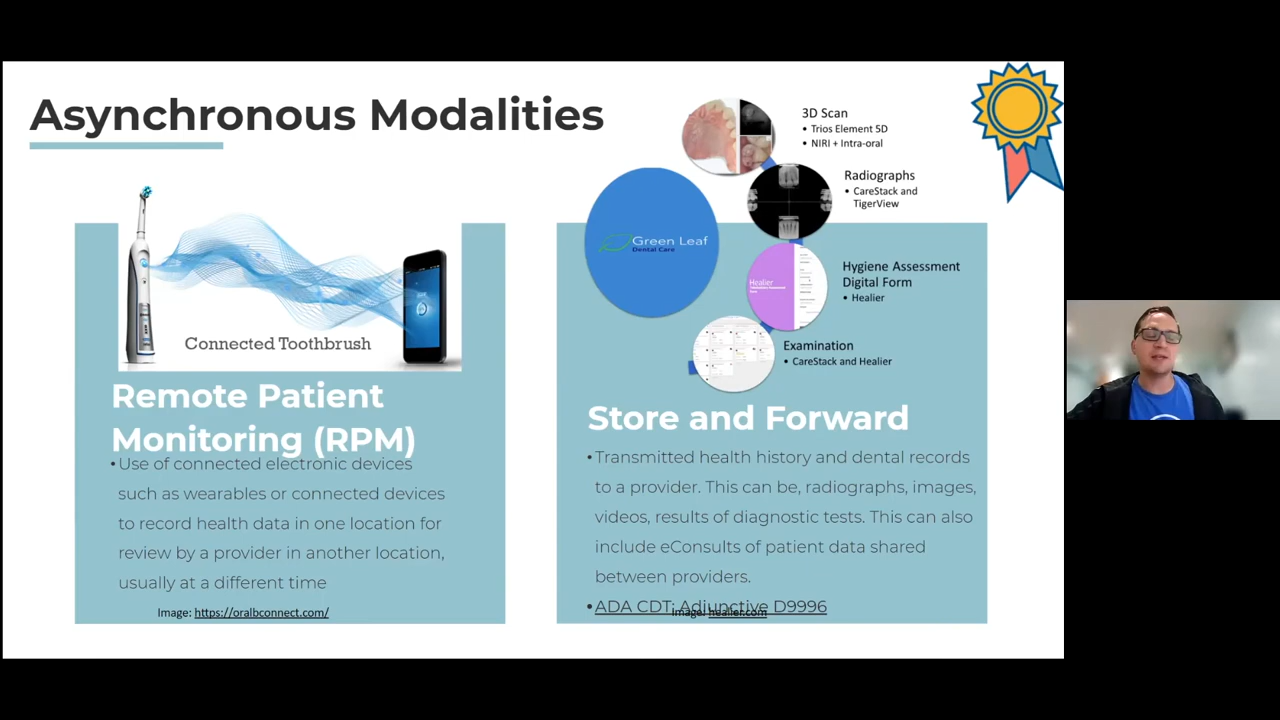 Asynchronous Modalities
Connected Toothbrush
Remote Patient
Monitoring (RPM)
•Use of connected electronic devices
such as wearables or connected devices
to record health data in one location for
review by a provider in another location,
usually at a different time
Image: https://oralbconnect.com/
Green Leaf
Dental Care
3D Scan
• Trios Element 5D
• NIRI + Intra-oral
Radiographs
• CareStack and
TigerView
Healier
Hygiene Assessment
Digital Form
• Healier
Examination
• CareStack and Healier
Store and Forward
•Transmitted health history and dental records
to a provider. This can be, radiographs, images,
videos, results of diagnostic tests. This can also
include eConsults of patient data shared
between providers.
•ADA CDT: Adjunctive D9996
Image: healier.com